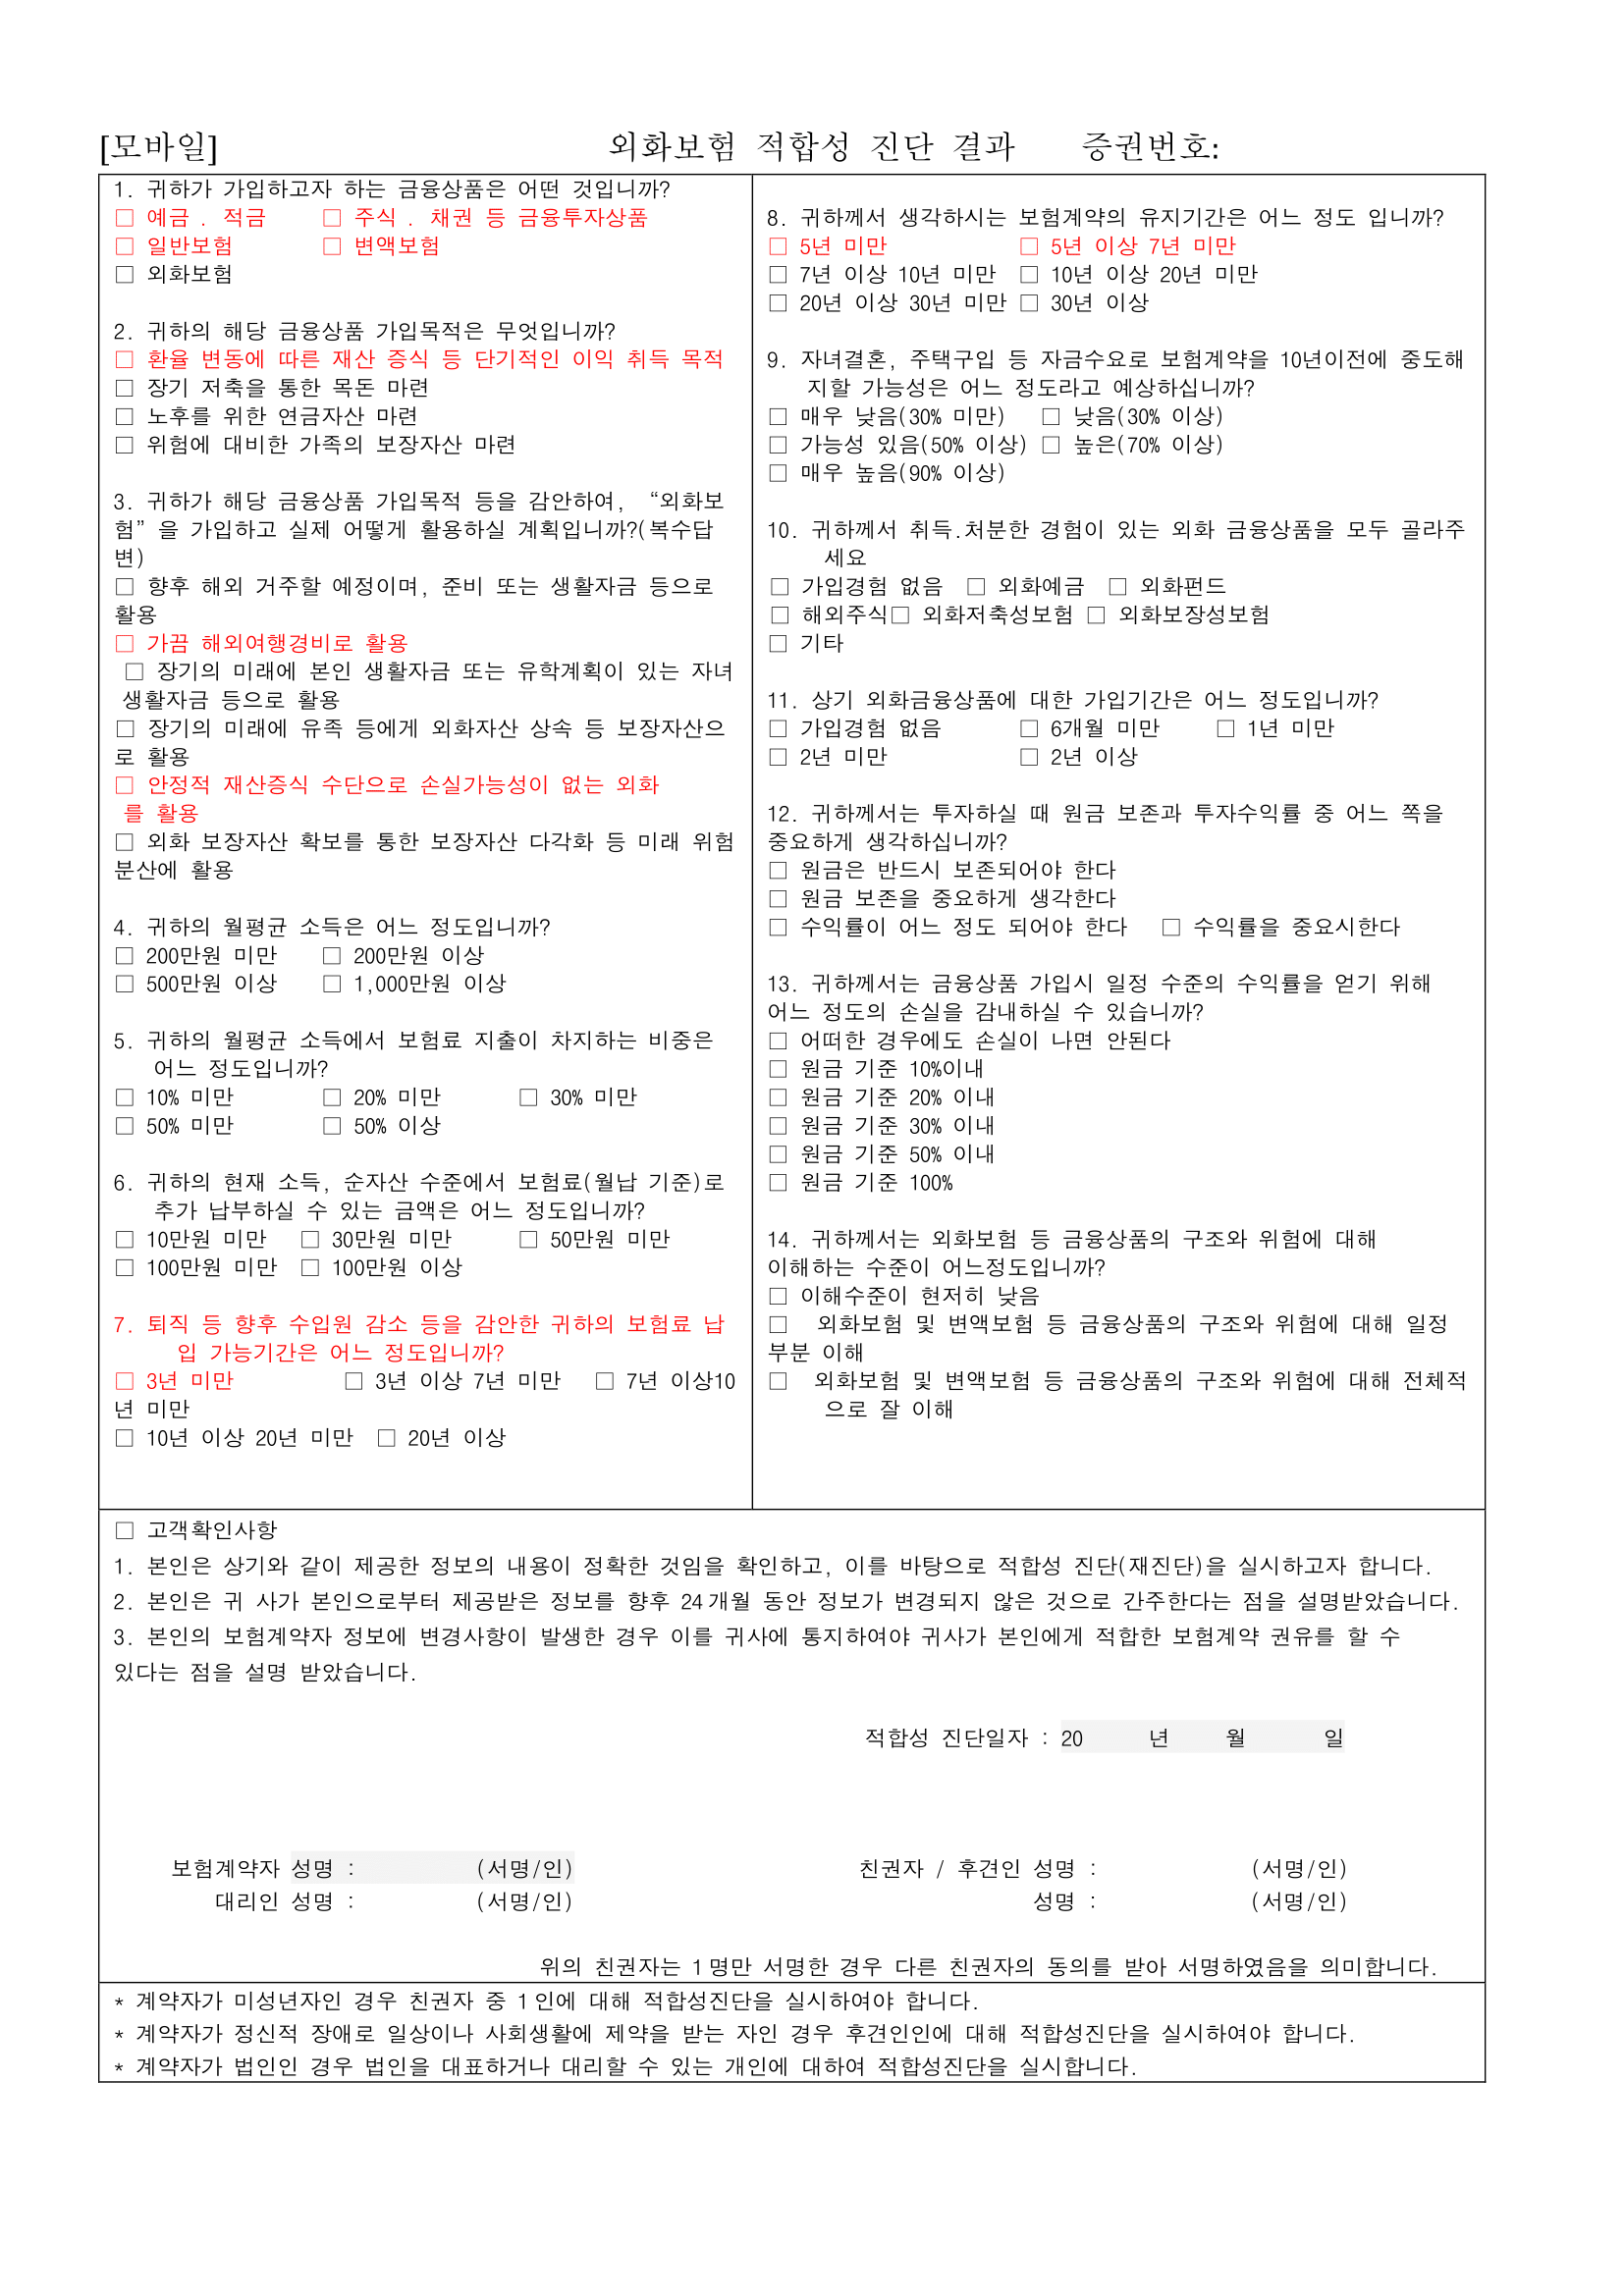 [모바일] 외화보험 적합성 진단 결과 증권번호:
1. 귀하가 가입하고자 하는 금융상품은 어떤 것입니까?
□ 예금 . 적금 □ 주식 . 채권 등 금융투자상품
□ 일반보험 □ 변액보험
□ 외화보험
2. 귀하의 해당 금융상품 가입목적은 무엇입니까?
□ 환율 변동에 따른 재산 증식 등 단기적인 이익 취득 목적
□ 장기 저축을 통한 목돈 마련
□ 노후를 위한 연금자산 마련
□ 위험에 대비한 가족의 보장자산 마련
3. 귀하가 해당 금융상품 가입목적 등을 감안하여, “외화보
험” 을 가입하고 실제 어떻게 활용하실 계획입니까?(복수답
변)
□ 향후 해외 거주할 예정이며, 준비 또는 생활자금 등으로
활용
□ 가끔 해외여행경비로 활용
□ 장기의 미래에 본인 생활자금 또는 유학계획이 있는 자녀
생활자금 등으로 활용
□ 장기의 미래에 유족 등에게 외화자산 상속 등 보장자산으
로 활용
□ 안정적 재산증식 수단으로 손실가능성이 없는 외화
를 활용
□ 외화 보장자산 확보를 통한 보장자산 다각화 등 미래 위험
분산에 활용
4. 귀하의 월평균 소득은 어느 정도입니까?
□ 200만원 미만 □ 200만원 이상
□ 500만원 이상 □ 1,000만원 이상
5. 귀하의 월평균 소득에서 보험료 지출이 차지하는 비중은
어느 정도입니까?
□ 10% 미만 □ 20% 미만 □ 30% 미만
□ 50% 미만 □ 50% 이상
6. 귀하의 현재 소득, 순자산 수준에서 보험료(월납 기준)로
추가 납부하실 수 있는 금액은 어느 정도입니까?
□ 10만원 미만 □ 30만원 미만 □ 50만원 미만
□ 100만원 미만 □ 100만원 이상
7. 퇴직 등 향후 수입원 감소 등을 감안한 귀하의 보험료 납
입 가능기간은 어느 정도입니까?
□ 3년 미만 □ 3년 이상 7년 미만 □ 7년 이상10
년 미만
□ 10년 이상 20년 미만 □ 20년 이상
8. 귀하께서 생각하시는 보험계약의 유지기간은 어느 정도 입니까?
□ 5년 미만 □ 5년 이상 7년 미만
□ 7년 이상 10년 미만 □ 10년 이상 20년 미만
□ 20년 이상 30년 미만 □ 30년 이상
9. 자녀결혼, 주택구입 등 자금수요로 보험계약을 10년이전에 중도해
지할 가능성은 어느 정도라고 예상하십니까?
□ 매우 낮음(30% 미만) □ 낮음(30% 이상)
□ 가능성 있음(50% 이상) □ 높은(70% 이상)
□ 매우 높음(90% 이상)
10. 귀하께서 취득.처분한 경험이 있는 외화 금융상품을 모두 골라주
세요
□ 가입경험 없음 □ 외화예금 □ 외화펀드
□ 해외주식□ 외화저축성보험 □ 외화보장성보험
□ 기타
11. 상기 외화금융상품에 대한 가입기간은 어느 정도입니까?
□ 가입경험 없음 □ 6개월 미만 □ 1년 미만
□ 2년 미만 □ 2년 이상
12. 귀하께서는 투자하실 때 원금 보존과 투자수익률 중 어느 쪽을
중요하게 생각하십니까?
□ 원금은 반드시 보존되어야 한다
□ 원금 보존을 중요하게 생각한다
□ 수익률이 어느 정도 되어야 한다 □ 수익률을 중요시한다
13. 귀하께서는 금융상품 가입시 일정 수준의 수익률을 얻기 위해
어느 정도의 손실을 감내하실 수 있습니까?
□ 어떠한 경우에도 손실이 나면 안된다
□ 원금 기준 10%이내
□ 원금 기준 20% 이내
□ 원금 기준 30% 이내
□ 원금 기준 50% 이내
□ 원금 기준 100%
14. 귀하께서는 외화보험 등 금융상품의 구조와 위험에 대해
이해하는 수준이 어느정도입니까?
□ 이해수준이 현저히 낮음
□ 외화보험 및 변액보험 등 금융상품의 구조와 위험에 대해 일정
부분 이해
□ 외화보험 및 변액보험 등 금융상품의 구조와 위험에 대해 전체적
으로 잘 이해
□ 고객확인사항
1. 본인은 상기와 같이 제공한 정보의 내용이 정확한 것임을 확인하고, 이를 바탕으로 적합성 진단(재진단)을 실시하고자 합니다.
2. 본인은 귀 사가 본인으로부터 제공받은 정보를 향후 24개월 동안 정보가 변경되지 않은 것으로 간주한다는 점을 설명받았습니다.
3. 본인의 보험계약자 정보에 변경사항이 발생한 경우 이를 귀사에 통지하여야 귀사가 본인에게 적합한 보험계약 권유를 할 수
있다는 점을 설명 받았습니다.
적합성 진단일자 : 20 년 월 일
보험계약자 성명 : (서명/인) 친권자 / 후견인 성명 : (서명/인)
대리인 성명 : (서명/인) 성명 : (서명/인)
위의 친권자는 1명만 서명한 경우 다른 친권자의 동의를 받아 서명하였음을 의미합니다.
* 계약자가 미성년자인 경우 친권자 중 1인에 대해 적합성진단을 실시하여야 합니다.
* 계약자가 정신적 장애로 일상이나 사회생활에 제약을 받는 자인 경우 후견인인에 대해 적합성진단을 실시하여야 합니다.
* 계약자가 법인인 경우 법인을 대표하거나 대리할 수 있는 개인에 대하여 적합성진단을 실시합니다.